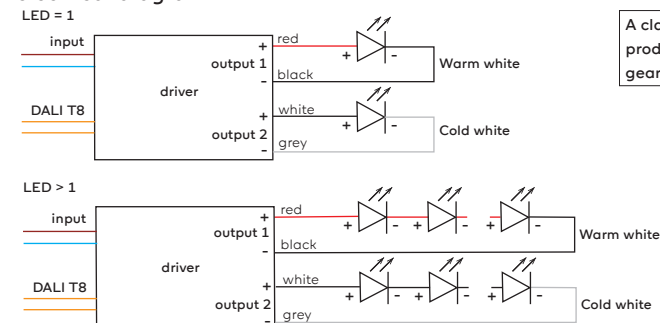 LED = 1
input
red
+
+ -
output 1
Warm white
-
black
driver
white
+
DALI T8
+ -
output 2
Cold white
-
grey
A cl
prod
gear
LED > 1
input
red
+
+ - + - + -
output 1
Warm white
black
-
driver
white
+
DALI T8
+ - + - + -
output 2
Cold white
grey
-